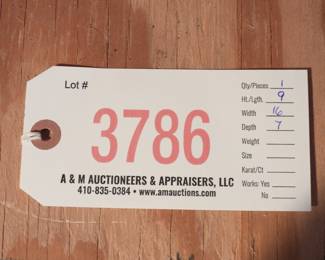 Lot #
3786
A & M AUCTIONEERS & APPRAISERS, LLC
410-835-0384 • www.amauctions.com
Qty/Pieces 1
Ht./Lgth. 9
Width 16
Depth 7
Weight
Size
Karat/Ct
Works: Yes
No